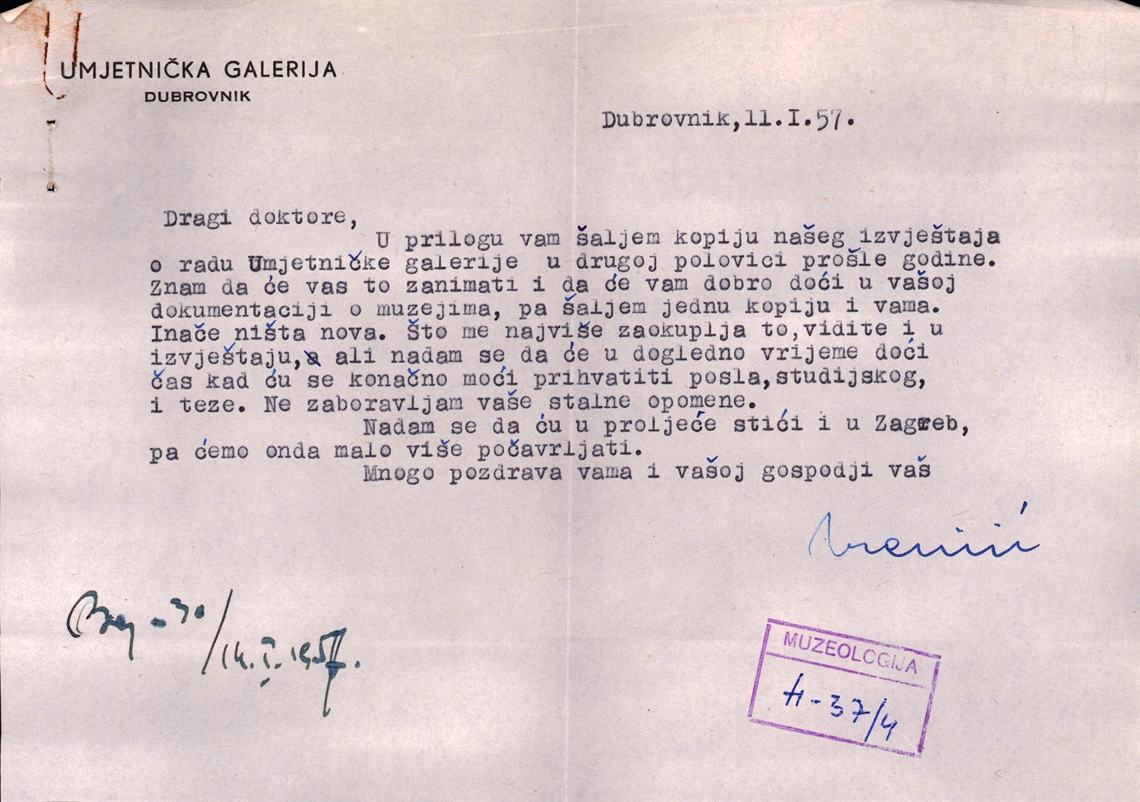 UMJETNIČKA GALERIJA
DUBROVNIK
Dubrovnik,11.I.57.
Dragi doktore,
U prilogu vam šaljem kopiju našeg izvještaja
o radu Umjetničke galerije u drugoj polovici prošle godine.
Znam da će vas to zanimati i da će vam dobro doći u vašoj
dokumentaciji o muzejima, pa šaljem jednu kopiju i vama.
Inače ništa nova. Što me najviše zaokuplja to,vidite i u
izvještaju, ali nadam se da će u dogledno vrijeme doći
čas kad ću se konačno moći prihvatiti posla,studijskog,
i teze. Ne zaboravljam vaše stalne opomene.
Nadam se da ću u proljeće stići i u Zagreb,
pa ćemo onda malo više počavrljati.
Mnogo pozdrava vama i vašoj gospodji vaš
30/14.I.1957.
MUZEOLOGIJA
H-37/4